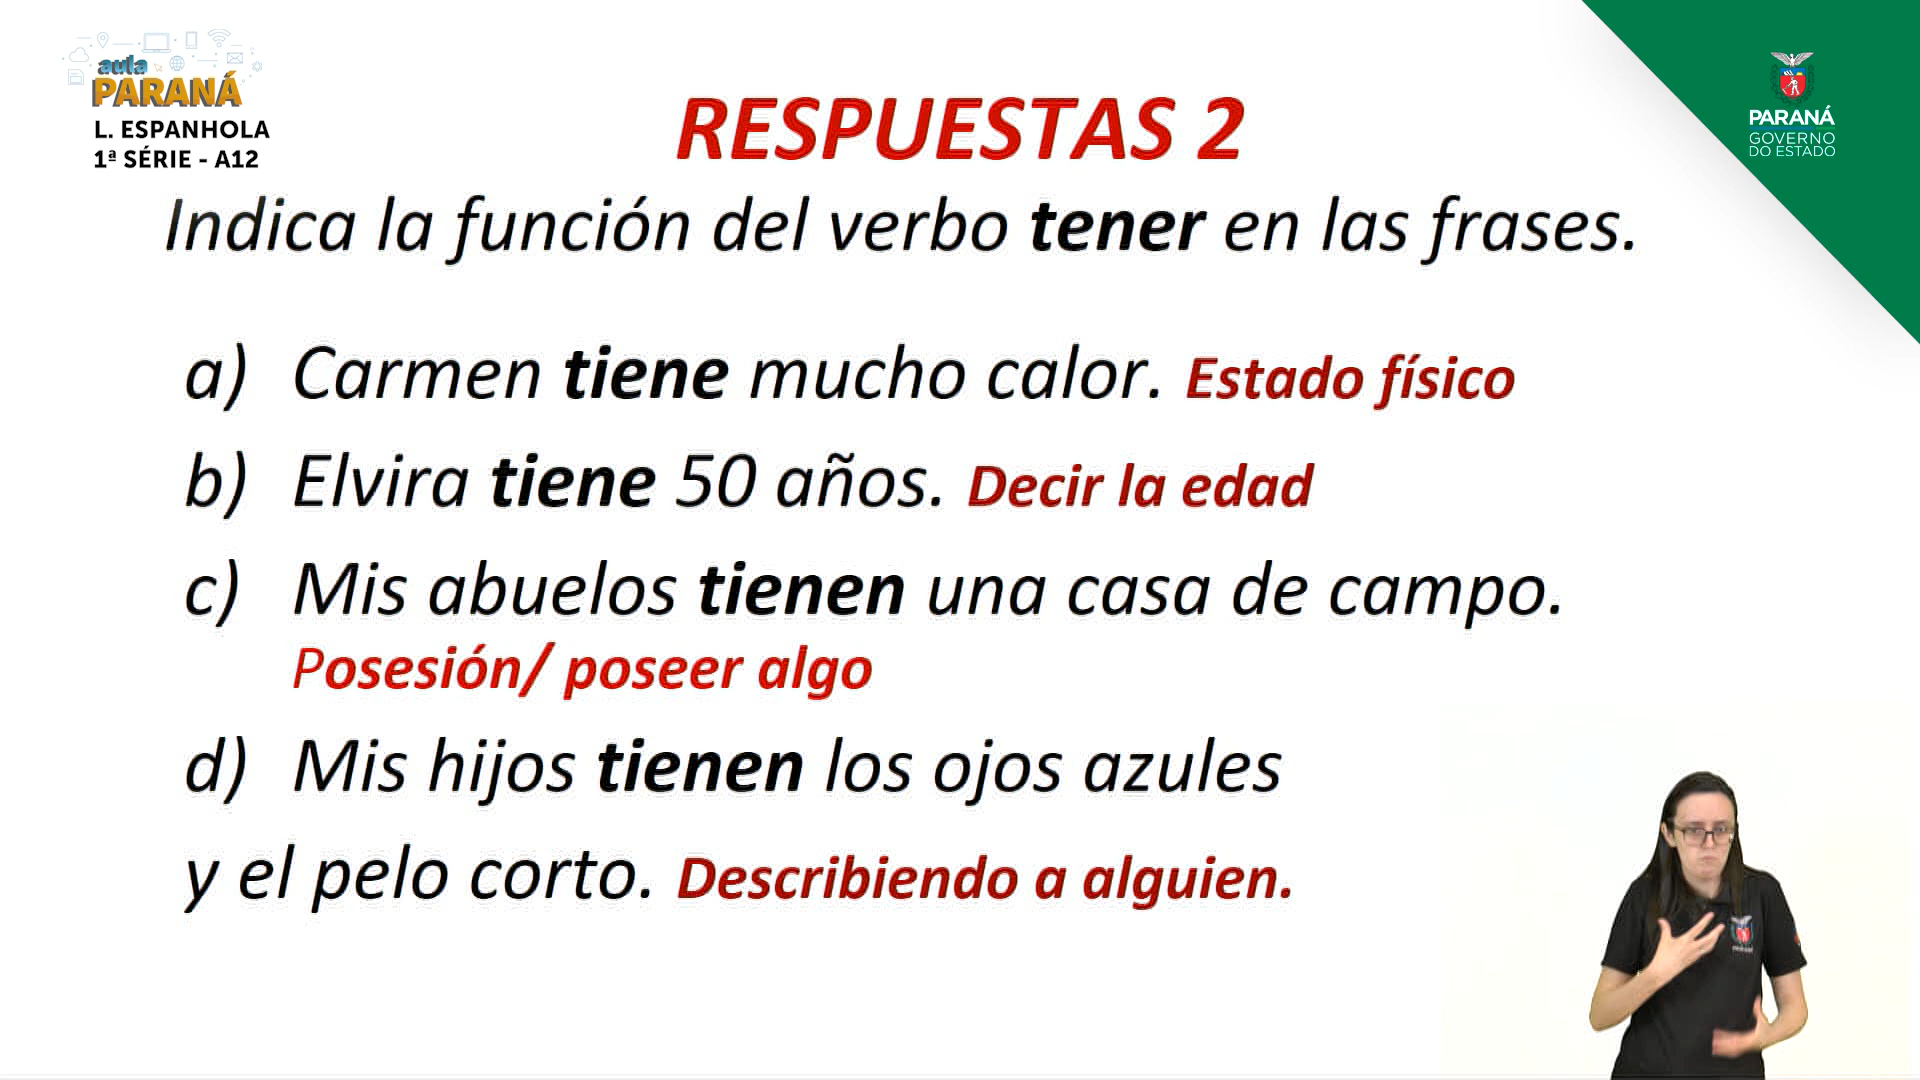 aula
PARANÁ
L. ESPANHOLA
1ª SÉRIE - A12
PARANÁ
GOVERNO
DO ESTADO
RESPUESTAS 2
Indica la función del verbo tener en las frases.
a) Carmen tiene mucho calor. Estado físico
b) Elvira tiene 50 años. Decir la edad
c) Mis abuelos tienen una casa de campo.
Posesión/ poseer algo
d) Mis hijos tienen los ojos azules
y el pelo corto. Describiendo a alguien.